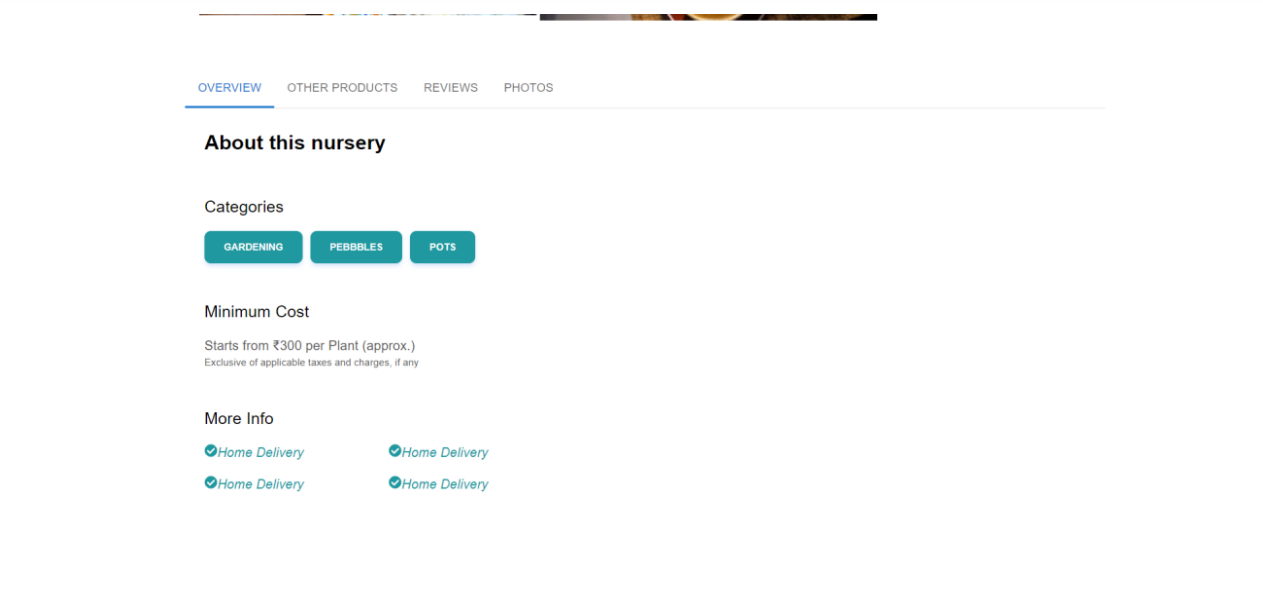 OVERVIEW OTHER PRODUCTS REVIEWS PHOTOS
About this nursery
Categories
GARDENING PEBBBLES POTS
Minimum Cost
Starts from ₹300 per Plant (approx.)
Exclusive of applicable taxes and charges, if any
More Info
Home Delivery Home Delivery
Home Delivery Home Delivery